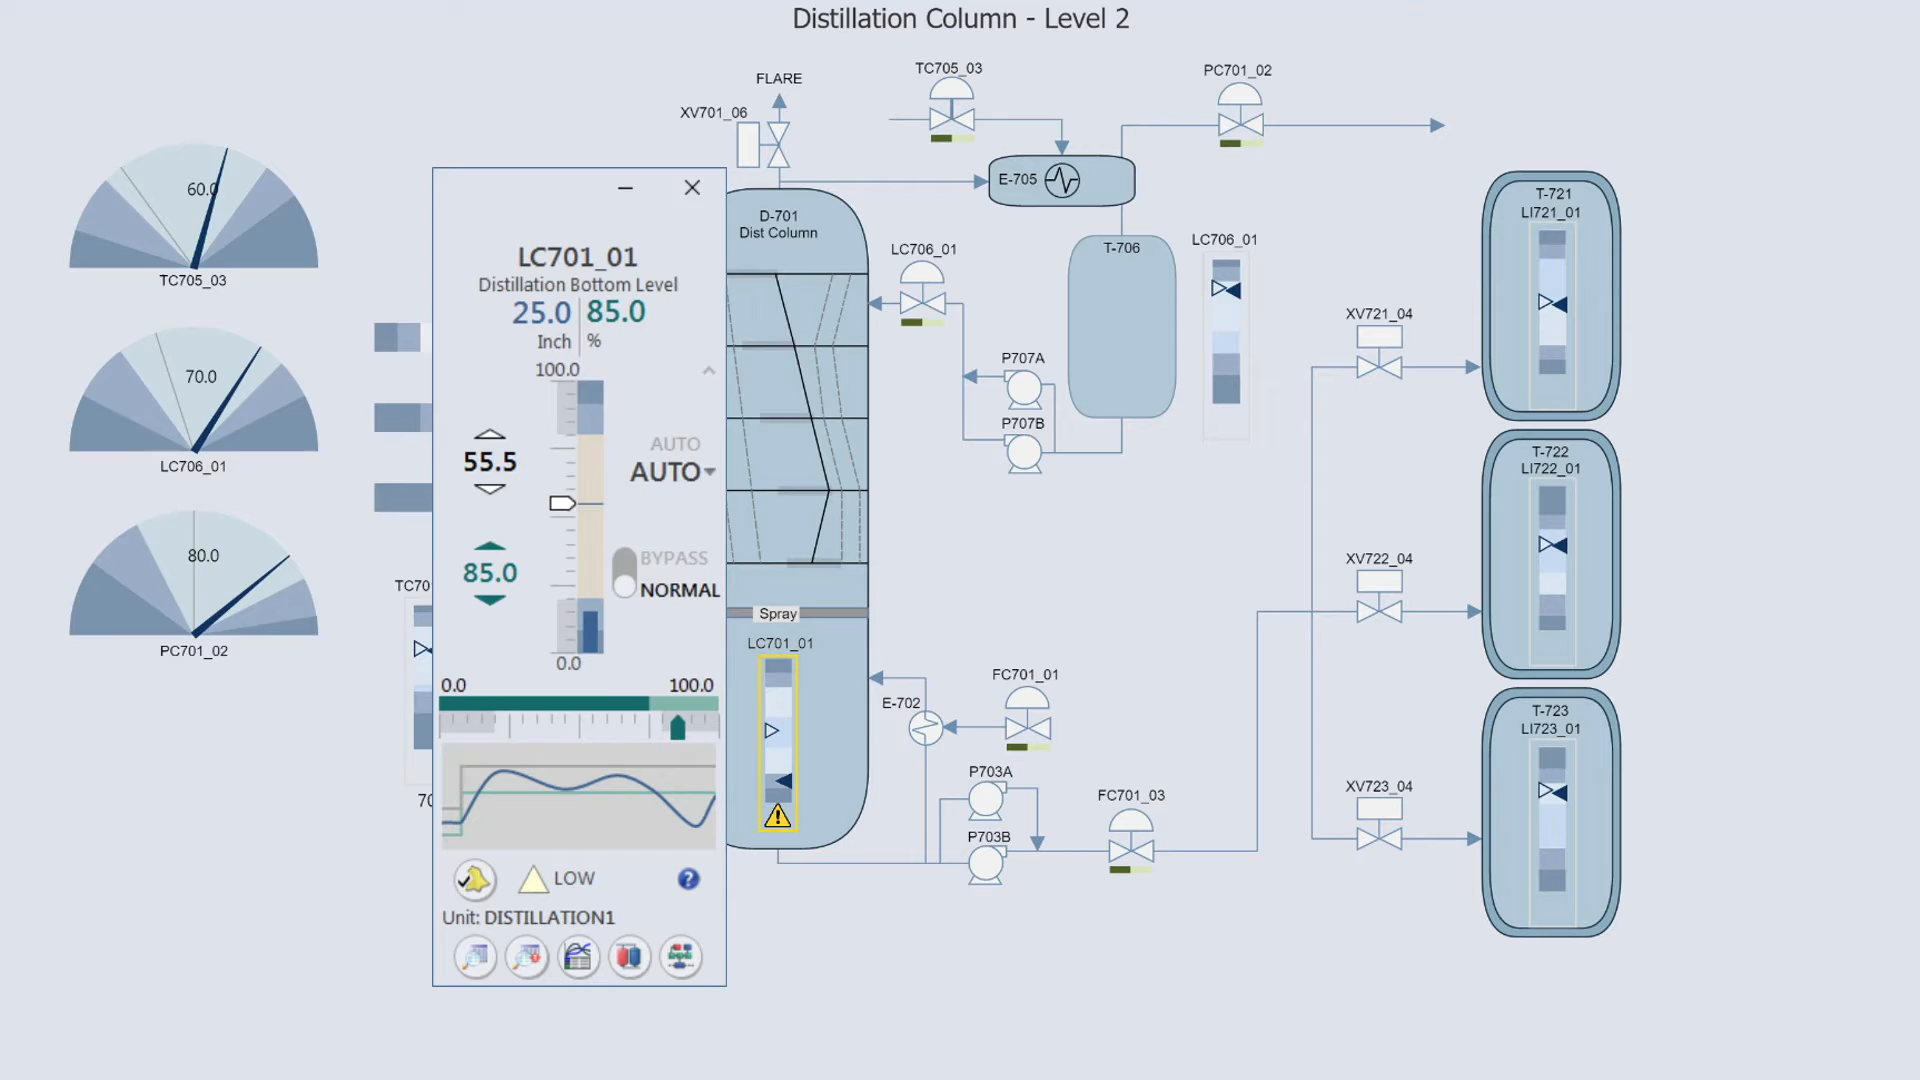 Distillation Column - Level 2
FLARE
XV701_06
TC705_03
PC701_02
E-705
60.0
TC705_03
70.0
LC706_01
80.0
PC701_02
TC70
70
LC701_01
Distillation Bottom Level
25.0 85.0
Inch %
100.0
55.5
AUTO
AUTO
85.0
BYPASS
NORMAL
0.0
0.0 100.0
LOW
?
Unit: DISTILLATION1
D-701
Dist Column
Spray
LC701_01
!
LC706_01
T-706
LC706_01
P707A
P707B
E-702
FC701_01
P703A
P703B
FC701_03
XV721_04
XV722_04
XV723_04
T-721
LI721_01
T-722
LI722_01
T-723
LI723_01